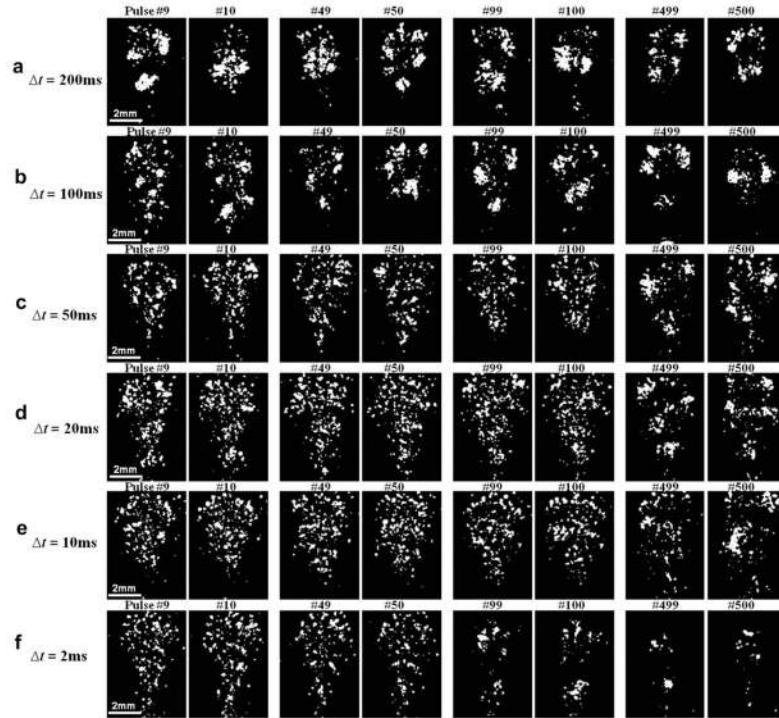 Pulse #9 #10 #49 #50 #99 #100 #499 #500
a
Δt = 200ms
2mm
Pulse #9 #10 #49 #50 #99 #100 #499 #500
b
Δt = 100ms
2mm
Pulse #9 #10 #49 #50 #99 #100 #499 #500
c
Δt = 50ms
2mm
Pulse #9 #10 #49 #50 #99 #100 #499 #500
d
Δt = 20ms
2mm
Pulse #9 #10 #49 #50 #99 #100 #499 #500
e
Δt = 10ms
2mm
Pulse #9 #10 #49 #50 #99 #100 #499 #500
f
Δt = 2ms
2mm